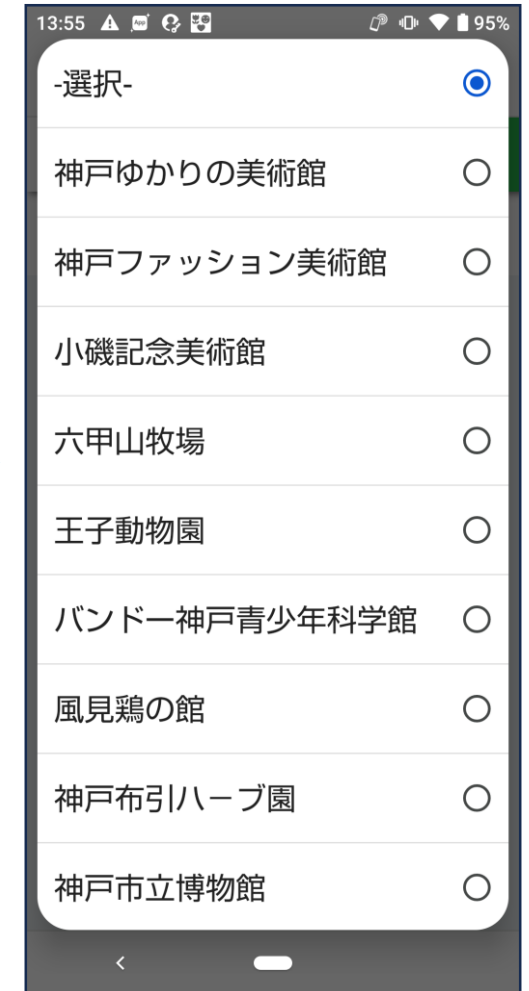 13:55
95%
-選択-
神戸ゆかりの美術館
神戸ファッション美術館
小磯記念美術館
六甲山牧場
王子動物園
バンドー神戸青少年科学館
風見鶏の館
神戸布引ハーブ園
神戸市立博物館